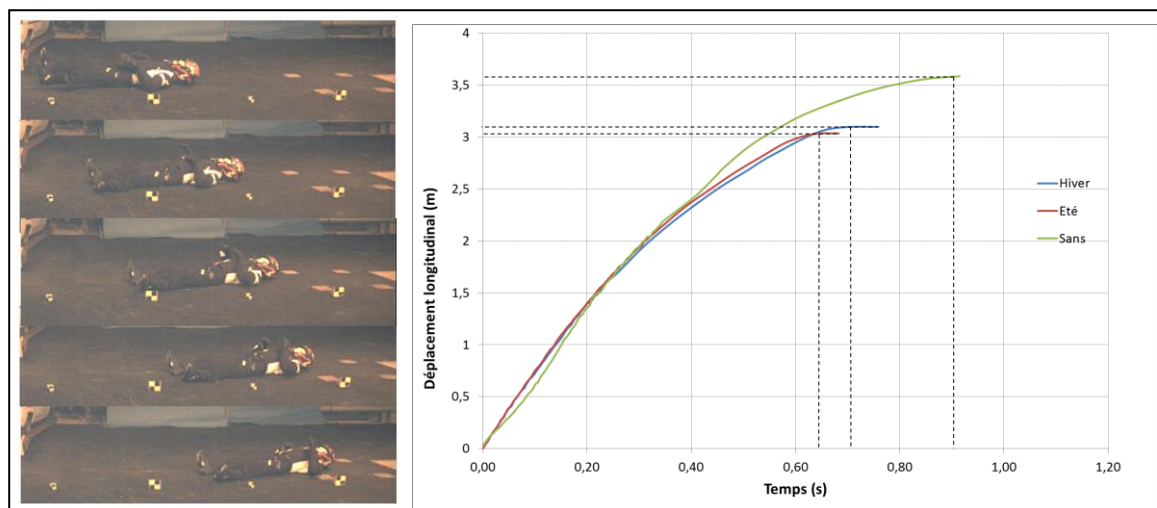 4
3,5
3
2,5
2
1,5
1
0,5
0
Déplacement longitudinal (m)
0,00 0,20 0,40 0,60 0,80 1,00 1,20
Temps (s)
Hiver
Eté
Sans